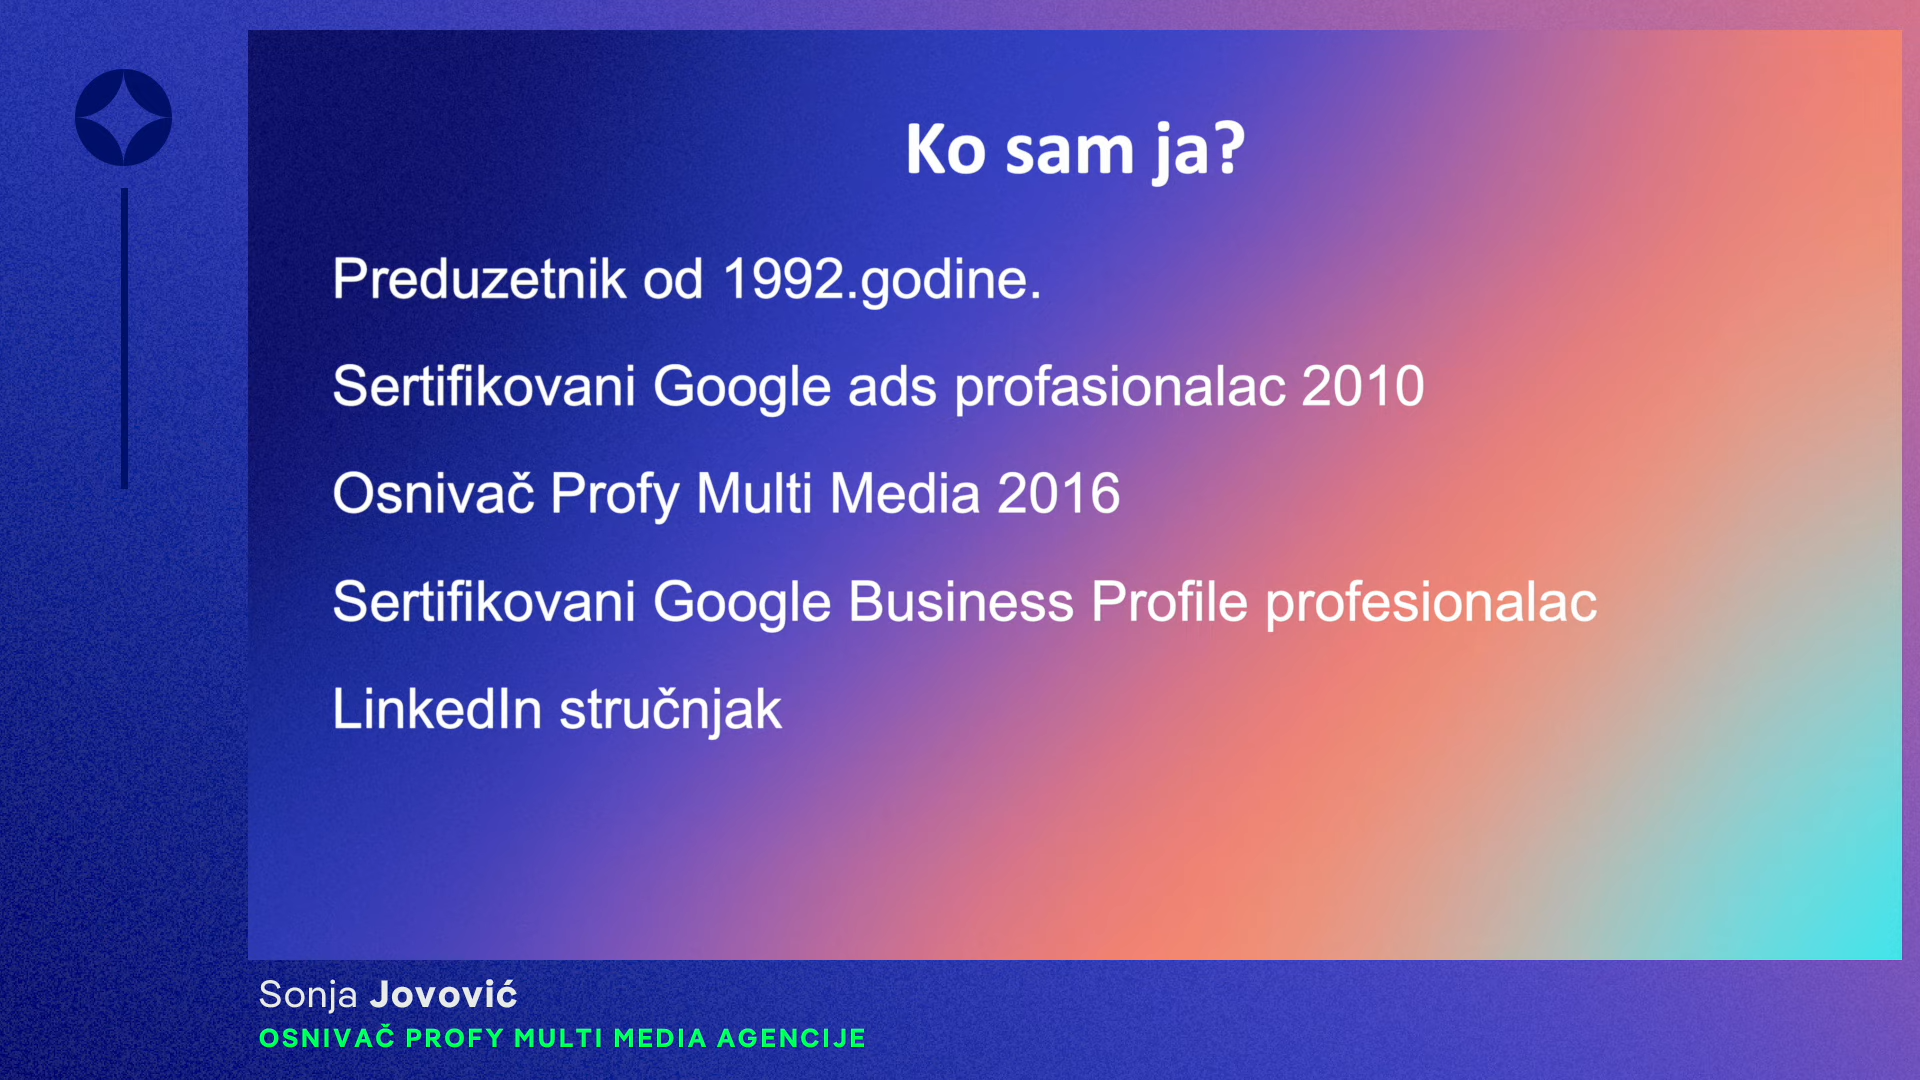 Ko sam ja?
Preduzetnik od 1992.godine.
Sertifikovani Google ads profasionalac 2010
Osnivač Profy Multi Media 2016
Sertifikovani Google Business Profile profesionalac
LinkedIn stručnjak
Sonja Jovović
OSNIVAČ PROFY MULTI MEDIA AGENCIJE